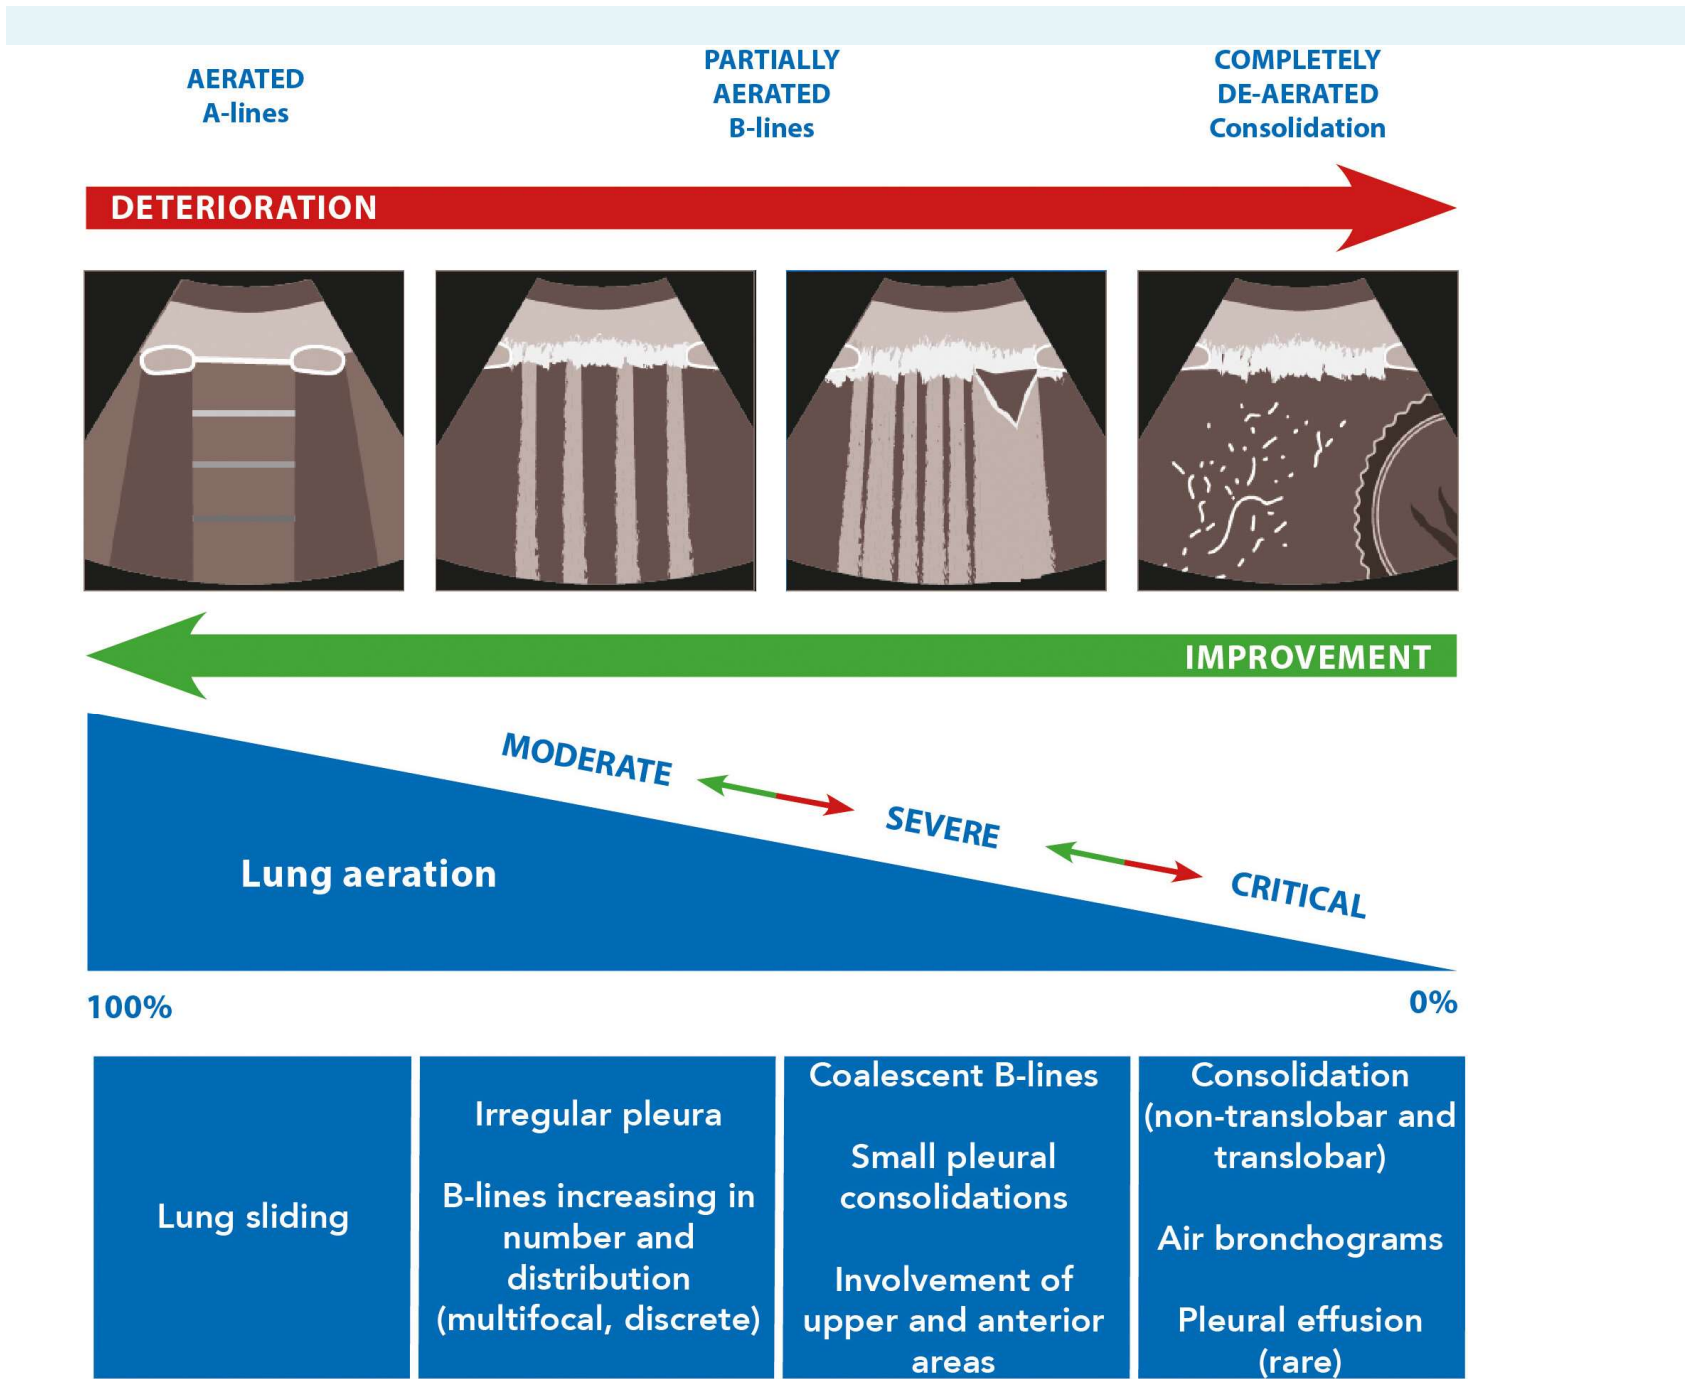 AERATED
A-lines
PARTIALLY
AERATED
B-lines
COMPLETELY
DE-AERATED
Consolidation
DETERIORATION
IMPROVEMENT
MODERATE
SEVERE
CRITICAL
Lung aeration
100%
0%
Lung sliding
Irregular pleura
B-lines increasing in
number and
distribution
(multifocal, discrete)
Coalescent B-lines
Small pleural
consolidations
Involvement of
upper and anterior
areas
Consolidation
(non-translobar and
translobar)
Air bronchograms
Pleural effusion
(rare)